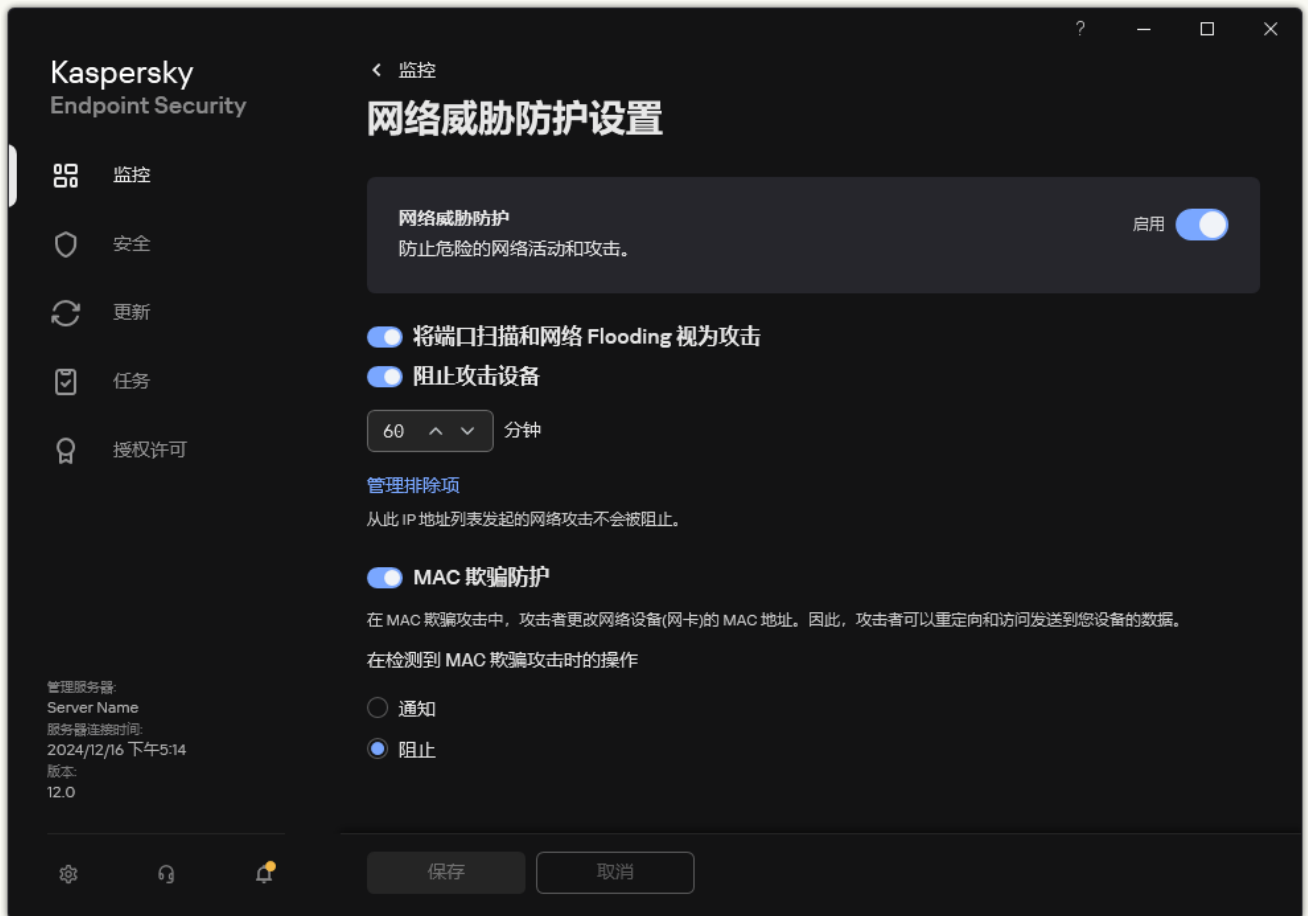 ?
Kaspersky
Endpoint Security
监控
安全
更新
任务
授权许可
管理服务器:
Server Name
服务器连接时间:
2024/12/16 下午5:14
版本:
12.0
监控
网络威胁防护设置
网络威胁防护
防止危险的网络活动和攻击。
启用
将端口扫描和网络 Flooding 视为攻击
阻止攻击设备
60 分钟
管理排除项
从此 IP 地址列表发起的网络攻击不会被阻止。
MAC 欺骗防护
在 MAC 欺骗攻击中，攻击者更改网络设备(网卡)的 MAC 地址。因此，攻击者可以重定向和访问发送到您设备的数据。
在检测到 MAC 欺骗攻击时的操作
通知
阻止
保存 取消